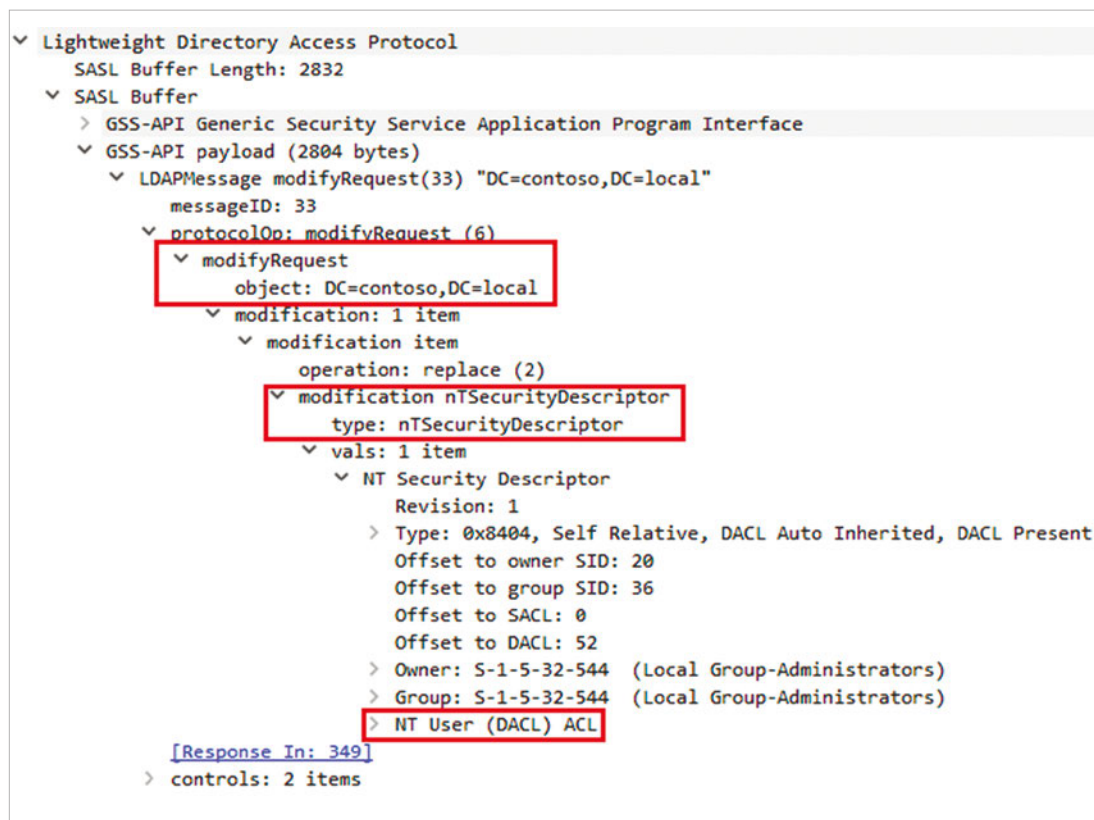 Lightweight Directory Access Protocol
SASL Buffer Length: 2832
SASL Buffer
GSS-API Generic Security Service Application Program Interface
GSS-API payload (2804 bytes)
LDAPMessage modifyRequest(33) "DC=contoso,DC=local"
messageID: 33
protocolOp: modifyRequest (6)
modifyRequest
object: DC=contoso,DC=local
modification: 1 item
modification item
operation: replace (2)
modification nTSecurityDescriptor
type: nTSecurityDescriptor
vals: 1 item
NT Security Descriptor
Revision: 1
Type: 0x8404, Self Relative, DACL Auto Inherited, DACL Present
Offset to owner SID: 20
Offset to group SID: 36
Offset to SACL: 0
Offset to DACL: 52
Owner: S-1-5-32-544 (Local Group-Administrators)
Group: S-1-5-32-544 (Local Group-Administrators)
NT User (DACL) ACL
[Response In: 349]
controls: 2 items